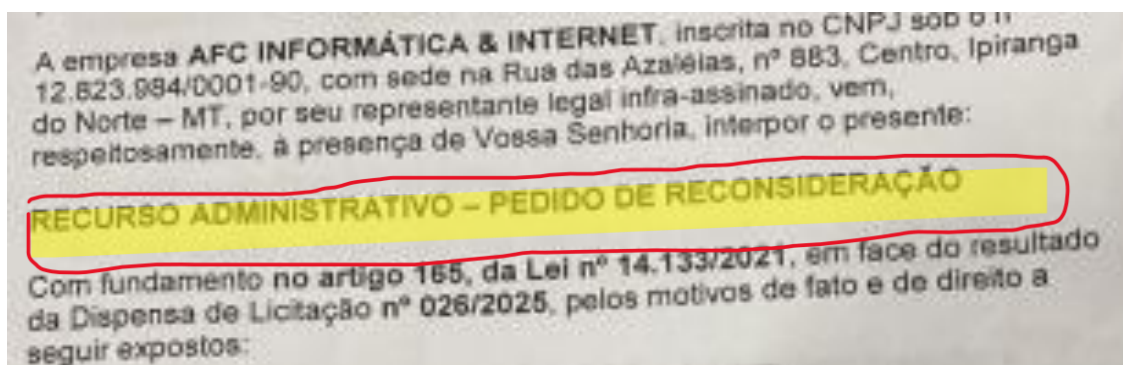 A empresa AFC INFORMÁTICA & INTERNET, inscrita no CNPJ sob o n
12.823.984/0001-90, com sede na Rua das Azaléias, nº 883, Centro, Ipiranga
do Norte – MT, por seu representante legal infra-assinado, vem,
respeitosamente, à presença de Vossa Senhoria, interpor o presente:
RECURSO ADMINISTRATIVO – PEDIDO DE RECONSIDERAÇÃO
Com fundamento no artigo 165, da Lei nº 14.133/2021, em face do resultado
da Dispensa de Licitação nº 026/2025, pelos motivos de fato e de direito a
seguir expostos: